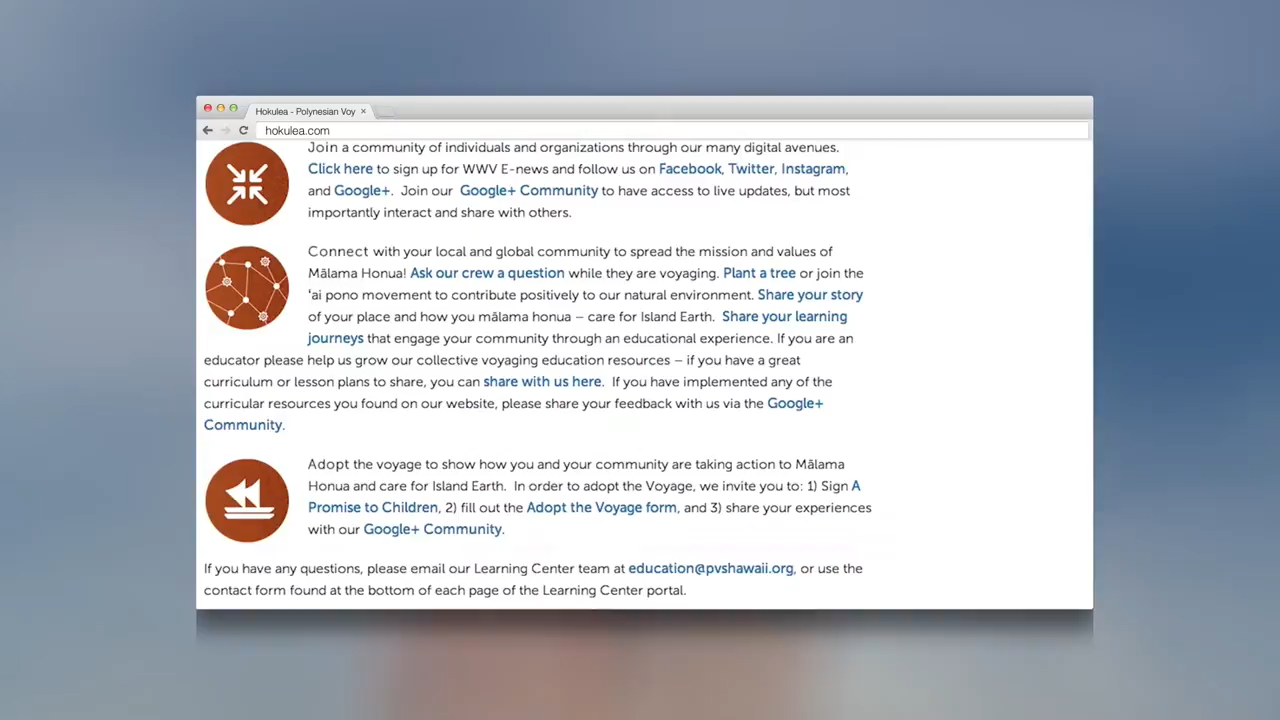 Hokulea - Polynesian Voy
hokulea.com
Join a community of individuals and organizations through our many digital avenues.
Click here to sign up for WWV E-news and follow us on Facebook, Twitter, Instagram,
and Google+. Join our Google+ Community to have access to live updates, but most
importantly interact and share with others.
Connect with your local and global community to spread the mission and values of
Mālama Honua! Ask our crew a question while they are voyaging. Plant a tree or join the
ʻai pono movement to contribute positively to our natural environment. Share your story
of your place and how you mālama honua – care for Island Earth. Share your learning
journeys that engage your community through an educational experience. If you are an
educator please help us grow our collective voyaging education resources – if you have a great
curriculum or lesson plans to share, you can share with us here. If you have implemented any of the
curricular resources you found on our website, please share your feedback with us via the Google+
Community.
Adopt the voyage to show how you and your community are taking action to Mālama
Honua and care for Island Earth. In order to adopt the Voyage, we invite you to: 1) Sign A
Promise to Children, 2) fill out the Adopt the Voyage form, and 3) share your experiences
with our Google+ Community.
If you have any questions, please email our Learning Center team at education@pvshawaii.org, or use the
contact form found at the bottom of each page of the Learning Center portal.